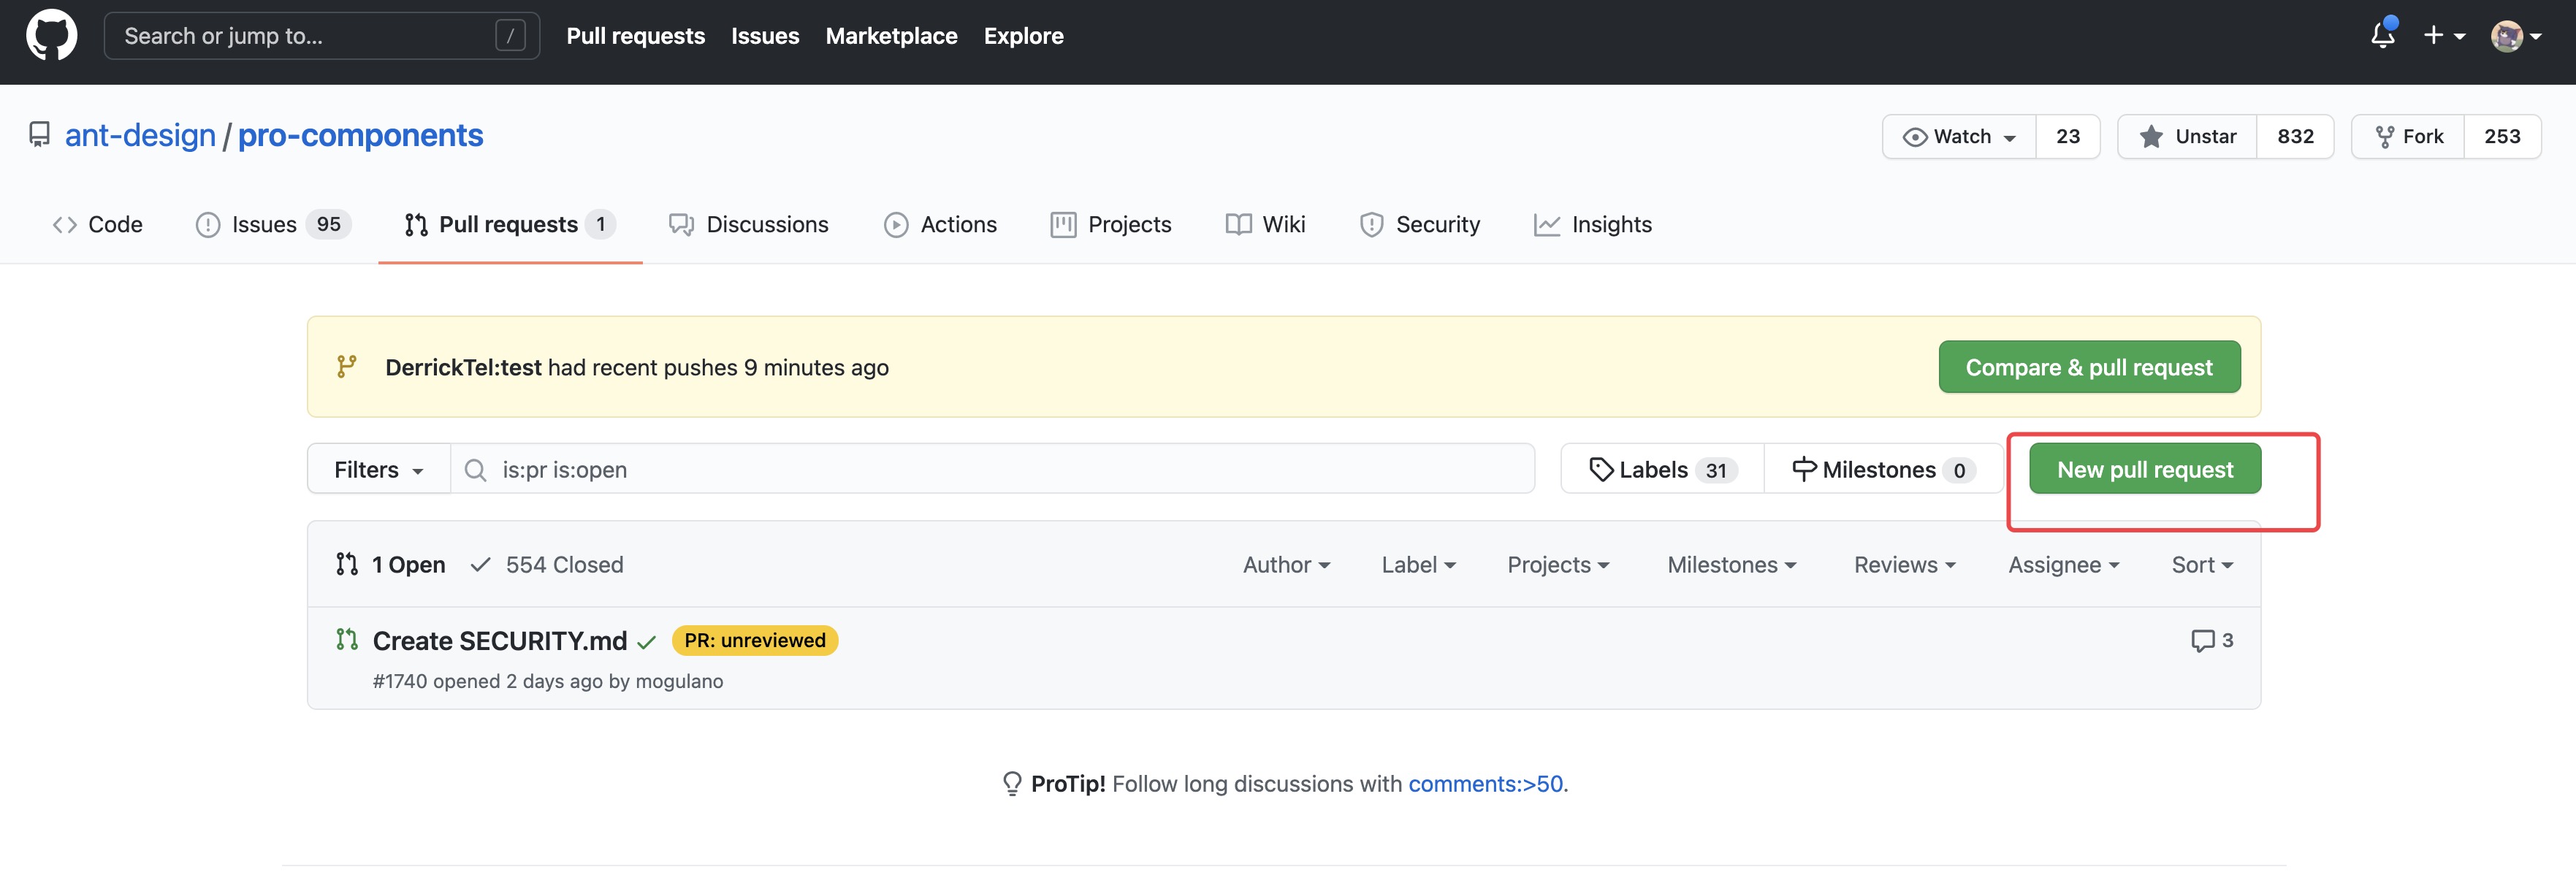 Search or jump to... / Pull requests Issues Marketplace Explore
ant-design / pro-components Watch 23 Unstar 832 Fork 253
Code Issues 95 Pull requests 1 Discussions Actions Projects Wiki Security Insights
DerrickTel:test had recent pushes 9 minutes ago Compare & pull request
Filters is:pr is:open Labels 31 Milestones 0 New pull request
1 Open 554 Closed Author Label Projects Milestones Reviews Assignee Sort
Create SECURITY.md PR: unreviewed 3
#1740 opened 2 days ago by mogulano
ProTip! Follow long discussions with comments:>50.